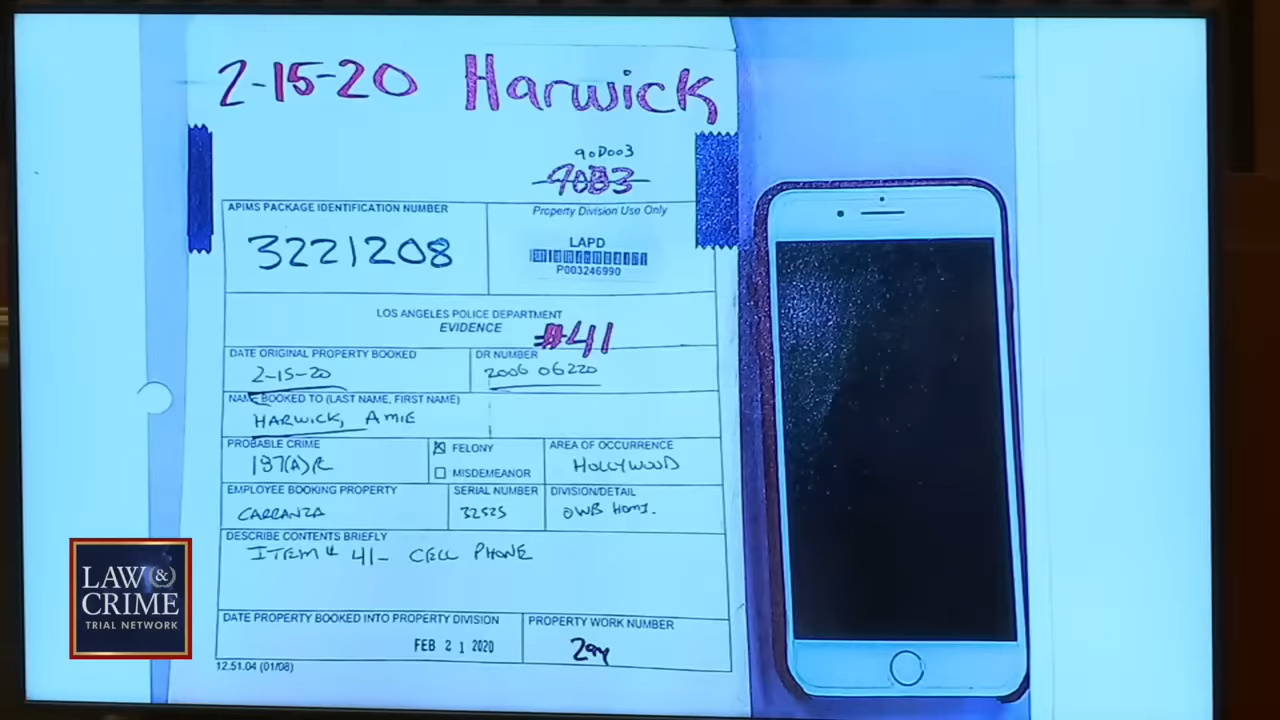 2-15-20 Harwick
90D003
9083
APIMS PACKAGE IDENTIFICATION NUMBER
3221208
Property Division Use Only
LAPD
P003246990
LOS ANGELES POLICE DEPARTMENT
EVIDENCE
#41
DATE ORIGINAL PROPERTY BOOKED
2-15-20
DR NUMBER
2006 06220
NAME BOOKED TO (LAST NAME, FIRST NAME)
HARWICK, AMIE
PROBABLE CRIME
187(A)PC
FELONY
MISDEMEANOR
AREA OF OCCURRENCE
HOLLYWOOD
EMPLOYEE BOOKING PROPERTY
CARRANZA
SERIAL NUMBER
32525
DIVISION/DETAIL
OWB HOMI.
DESCRIBE CONTENTS BRIEFLY
ITEM # 41- CELL PHONE
DATE PROPERTY BOOKED INTO PROPERTY DIVISION
FEB 21 2020
PROPERTY WORK NUMBER
12.51.04 (01/08)
LAW &
CRIME
TRIAL NETWORK